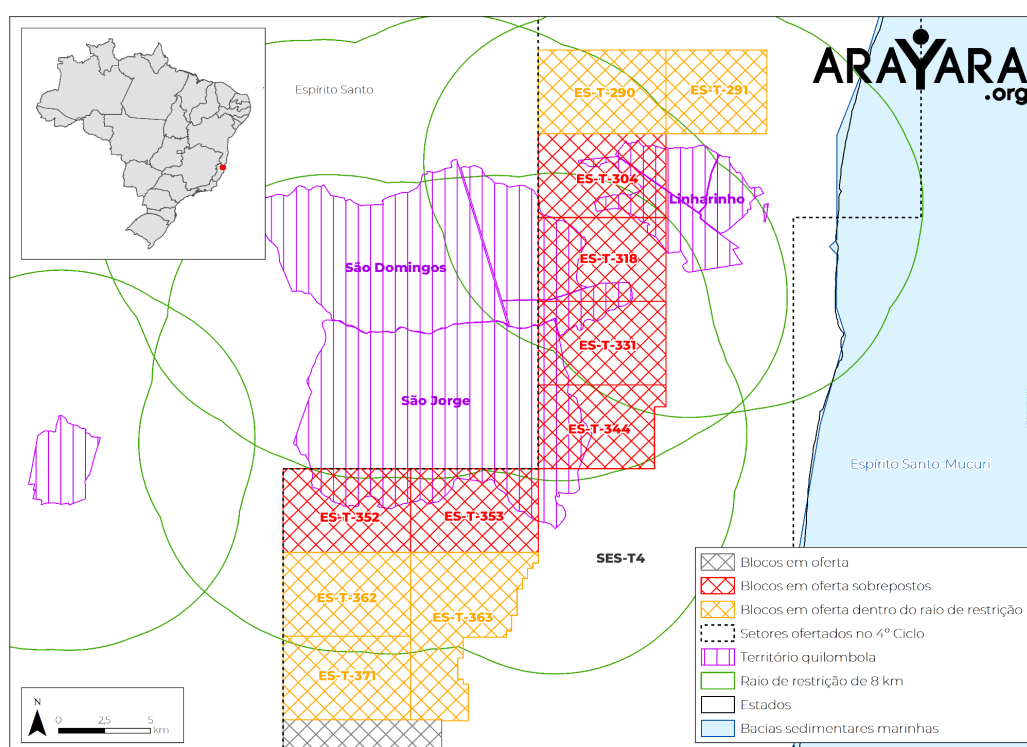 ARAYARA
.org
Espírito Santo
ES-T-290
ES-T-291
ES-T-304
Linharinho
ES-T-318
São Domingos
ES-T-331
São Jorge
ES-T-344
Espírito Santo Mucuri
ES-T-352
ES-T-353
SES-T4
ES-T-362
ES-T-363
ES-T-371
Blocos em oferta
Blocos em oferta sobrepostos
Blocos em oferta dentro do raio de restrição
Setores ofertados no 4º Ciclo
Território quilombola
Raio de restrição de 8 km
Estados
Bacias sedimentares marinhas
N
0 2,5 5
km